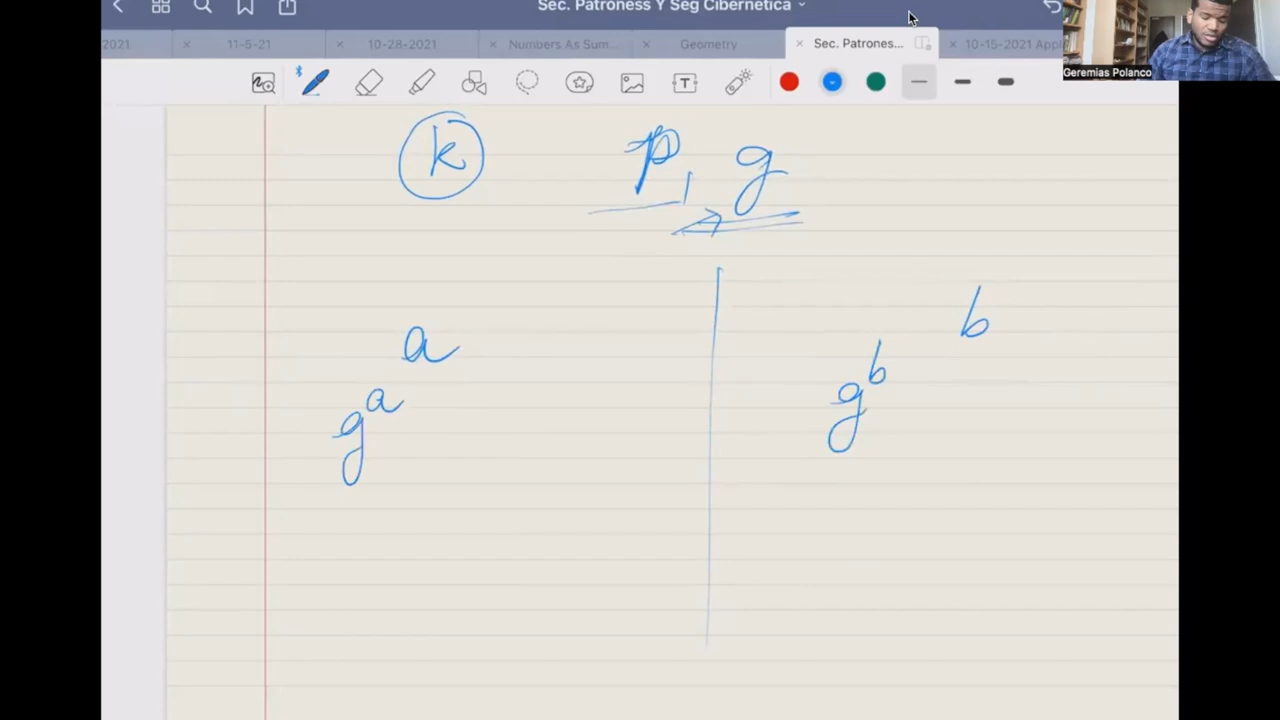 Sec. Patroness Y Seg Cibernetica
2021 × 11-5-21 × 10-28-2021 × Numbers As Sum... × Geometry × Sec. Patrones... × 10-15-2021 Appl
Geremias Polanco
T
k p, g
a b
g^a g^b